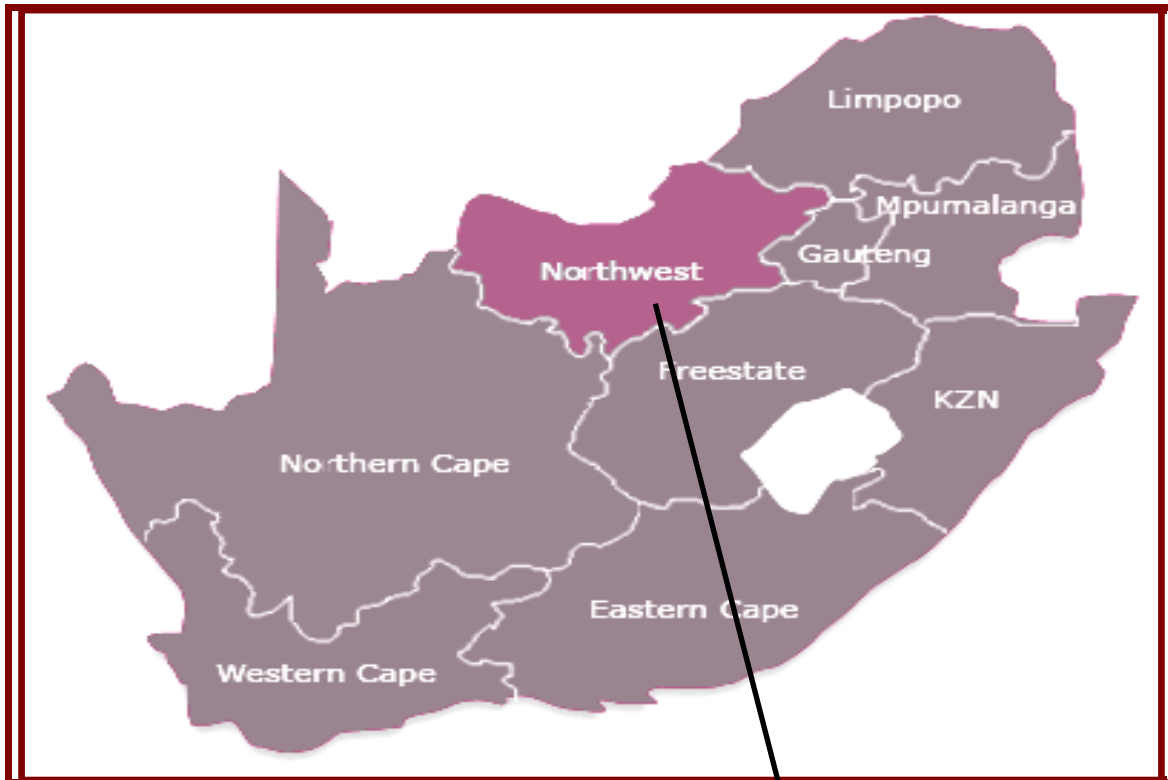 Limpopo
Mpumalanga
Gauteng
Northwest
Freestate
KZN
Northern Cape
Eastern Cape
Western Cape